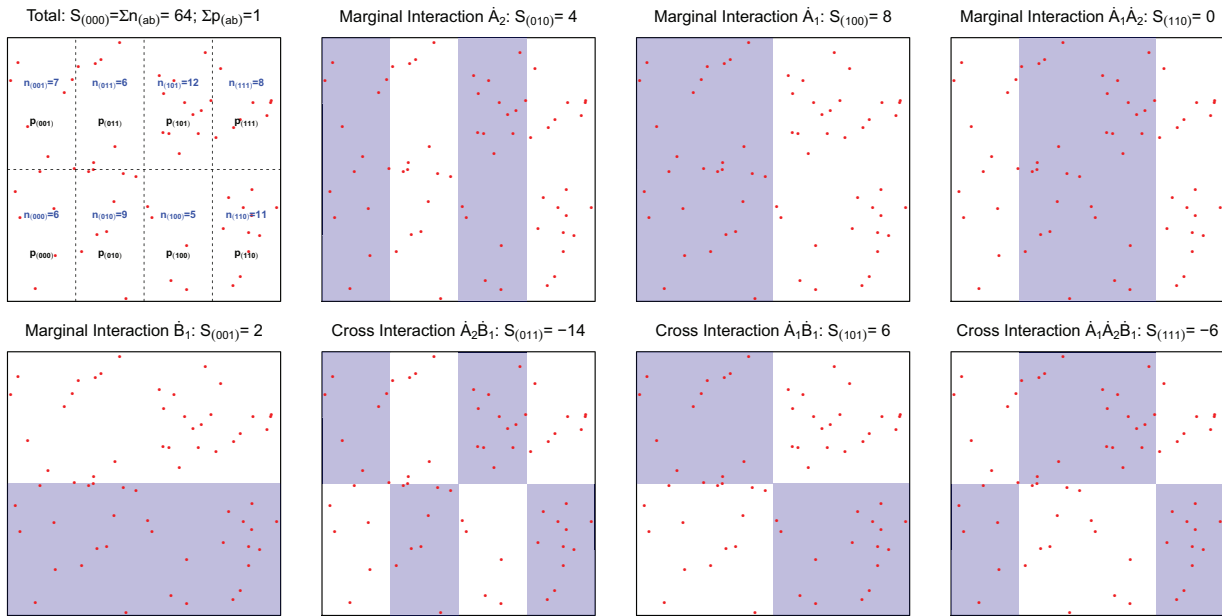 Total: S(000)=Σn(ab)= 64; Σp(ab)=1
Marginal Interaction Ȧ2: S(010)= 4
Marginal Interaction Ȧ1: S(100)= 8
Marginal Interaction Ȧ1Ȧ2: S(110)= 0
n(001)=7
n(011)=6
n(101)=12
n(111)=8
p(001)
p(011)
p(101)
p(111)
n(000)=6
n(010)=9
n(100)=5
n(110)=11
p(000)
p(010)
p(100)
p(110)
Marginal Interaction Ḃ1: S(001)= 2
Cross Interaction Ȧ2Ḃ1: S(011)= −14
Cross Interaction Ȧ1Ḃ1: S(101)= 6
Cross Interaction Ȧ1Ȧ2Ḃ1: S(111)= −6